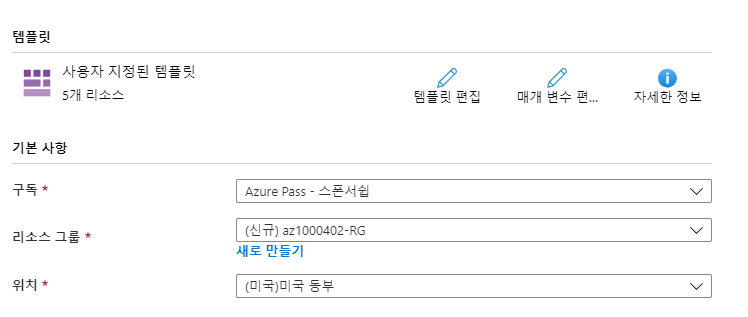 템플릿
사용자 지정된 템플릿
5개 리소스
템플릿 편집
매개 변수 편...
자세한 정보
기본 사항
구독 *
Azure Pass - 스폰서쉽
리소스 그룹 *
(신규) az1000402-RG
새로 만들기
위치 *
(미국)미국 동부